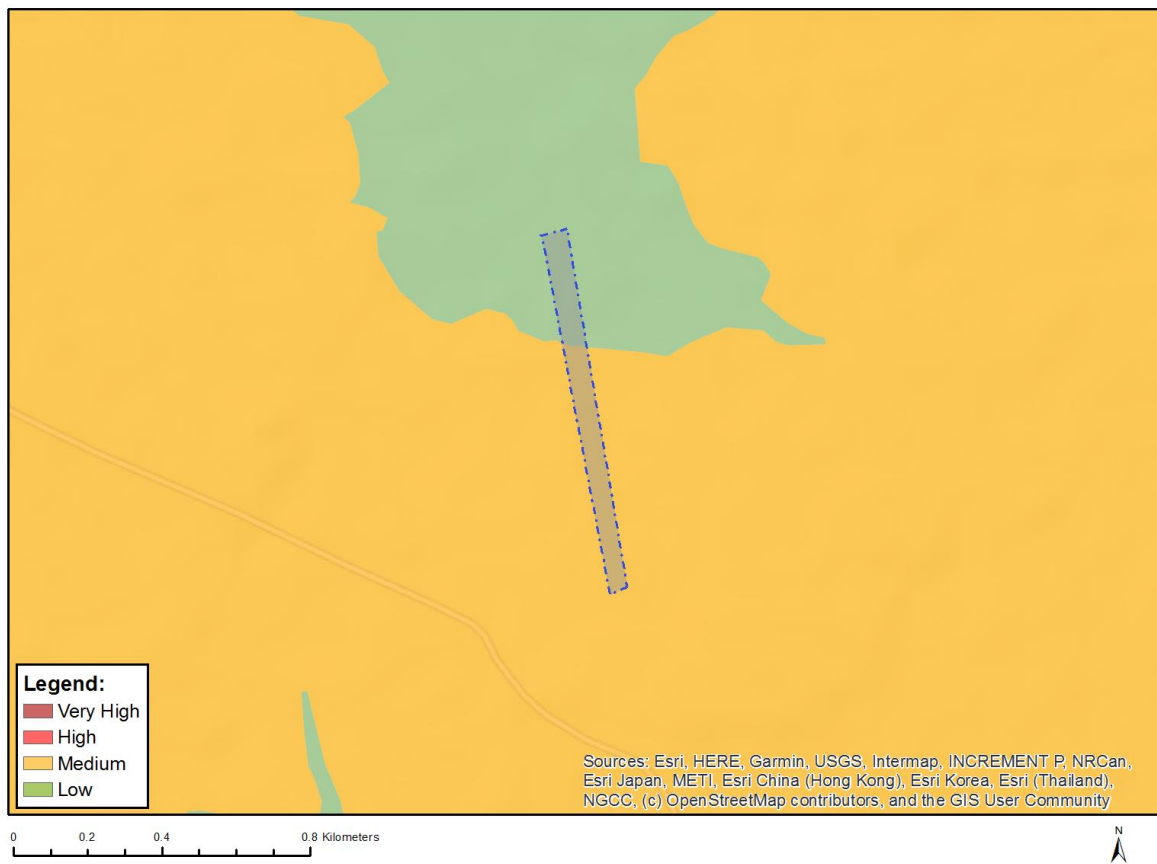 Legend:
Very High
High
Medium
Low
Sources: Esri, HERE, Garmin, USGS, Intermap, INCREMENT P, NRCan,
Esri Japan, METI, Esri China (Hong Kong), Esri Korea, Esri (Thailand),
NGCC, (c) OpenStreetMap contributors, and the GIS User Community
0 0.2 0.4 0.8 Kilometers
N